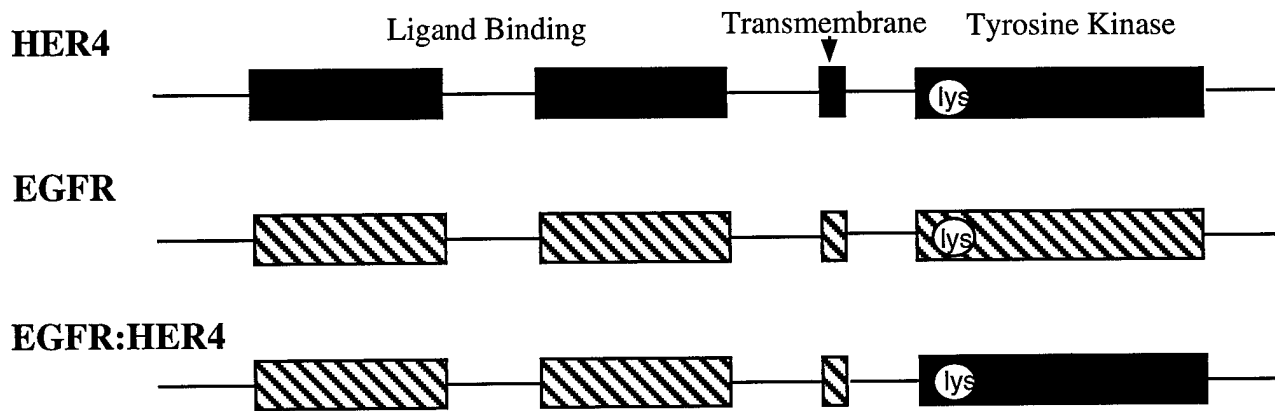 HER4
Ligand Binding
Transmembrane
Tyrosine Kinase
lys
EGFR
lys
EGFR:HER4
lys